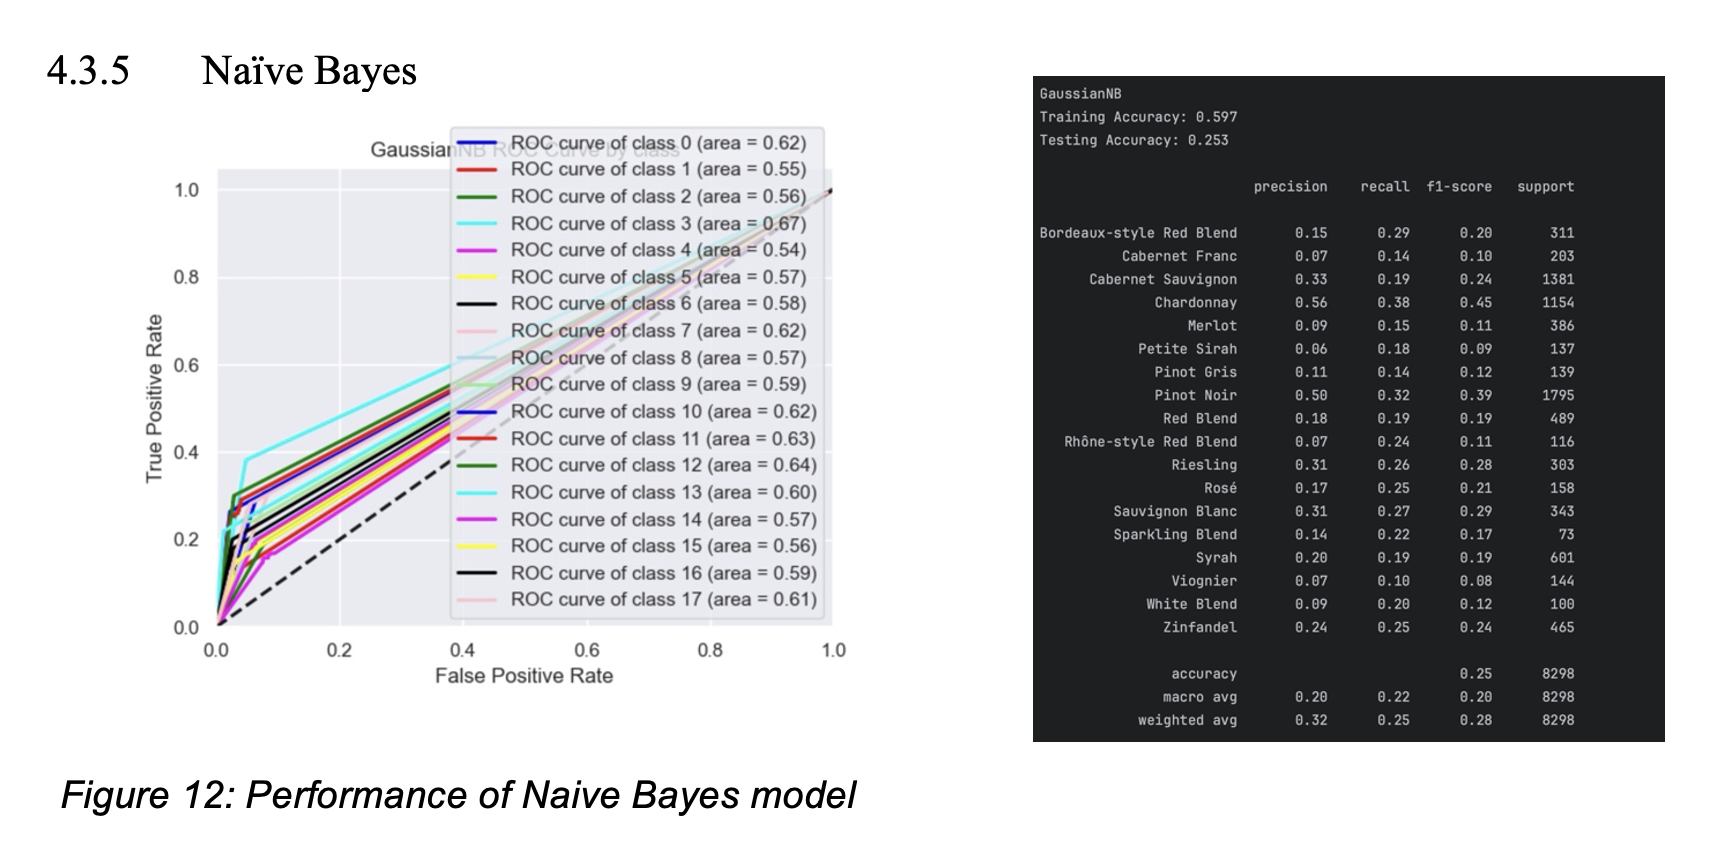 4.3.5 Naïve Bayes
GaussianNB ROC Curve by class
ROC curve of class 0 (area = 0.62)
ROC curve of class 1 (area = 0.55)
ROC curve of class 2 (area = 0.56)
ROC curve of class 3 (area = 0.67)
ROC curve of class 4 (area = 0.54)
ROC curve of class 5 (area = 0.57)
ROC curve of class 6 (area = 0.58)
ROC curve of class 7 (area = 0.62)
ROC curve of class 8 (area = 0.57)
ROC curve of class 9 (area = 0.59)
ROC curve of class 10 (area = 0.62)
ROC curve of class 11 (area = 0.63)
ROC curve of class 12 (area = 0.64)
ROC curve of class 13 (area = 0.60)
ROC curve of class 14 (area = 0.57)
ROC curve of class 15 (area = 0.56)
ROC curve of class 16 (area = 0.59)
ROC curve of class 17 (area = 0.61)
True Positive Rate
1.0
0.8
0.6
0.4
0.2
0.0
0.0 0.2 0.4 0.6 0.8 1.0
False Positive Rate
GaussianNB
Training Accuracy: 0.597
Testing Accuracy: 0.253
precision recall f1-score support
Bordeaux-style Red Blend 0.15 0.29 0.20 311
Cabernet Franc 0.07 0.14 0.10 203
Cabernet Sauvignon 0.33 0.19 0.24 1381
Chardonnay 0.56 0.38 0.45 1154
Merlot 0.09 0.15 0.11 386
Petite Sirah 0.06 0.18 0.09 137
Pinot Gris 0.11 0.14 0.12 139
Pinot Noir 0.50 0.32 0.39 1795
Red Blend 0.18 0.19 0.19 489
Rhône-style Red Blend 0.07 0.24 0.11 116
Riesling 0.31 0.26 0.28 303
Rosé 0.17 0.25 0.21 158
Sauvignon Blanc 0.31 0.27 0.29 343
Sparkling Blend 0.14 0.22 0.17 73
Syrah 0.20 0.19 0.19 601
Viognier 0.07 0.10 0.08 144
White Blend 0.09 0.20 0.12 100
Zinfandel 0.24 0.25 0.24 465
accuracy 0.25 8298
macro avg 0.20 0.22 0.20 8298
weighted avg 0.32 0.25 0.28 8298
Figure 12: Performance of Naive Bayes model